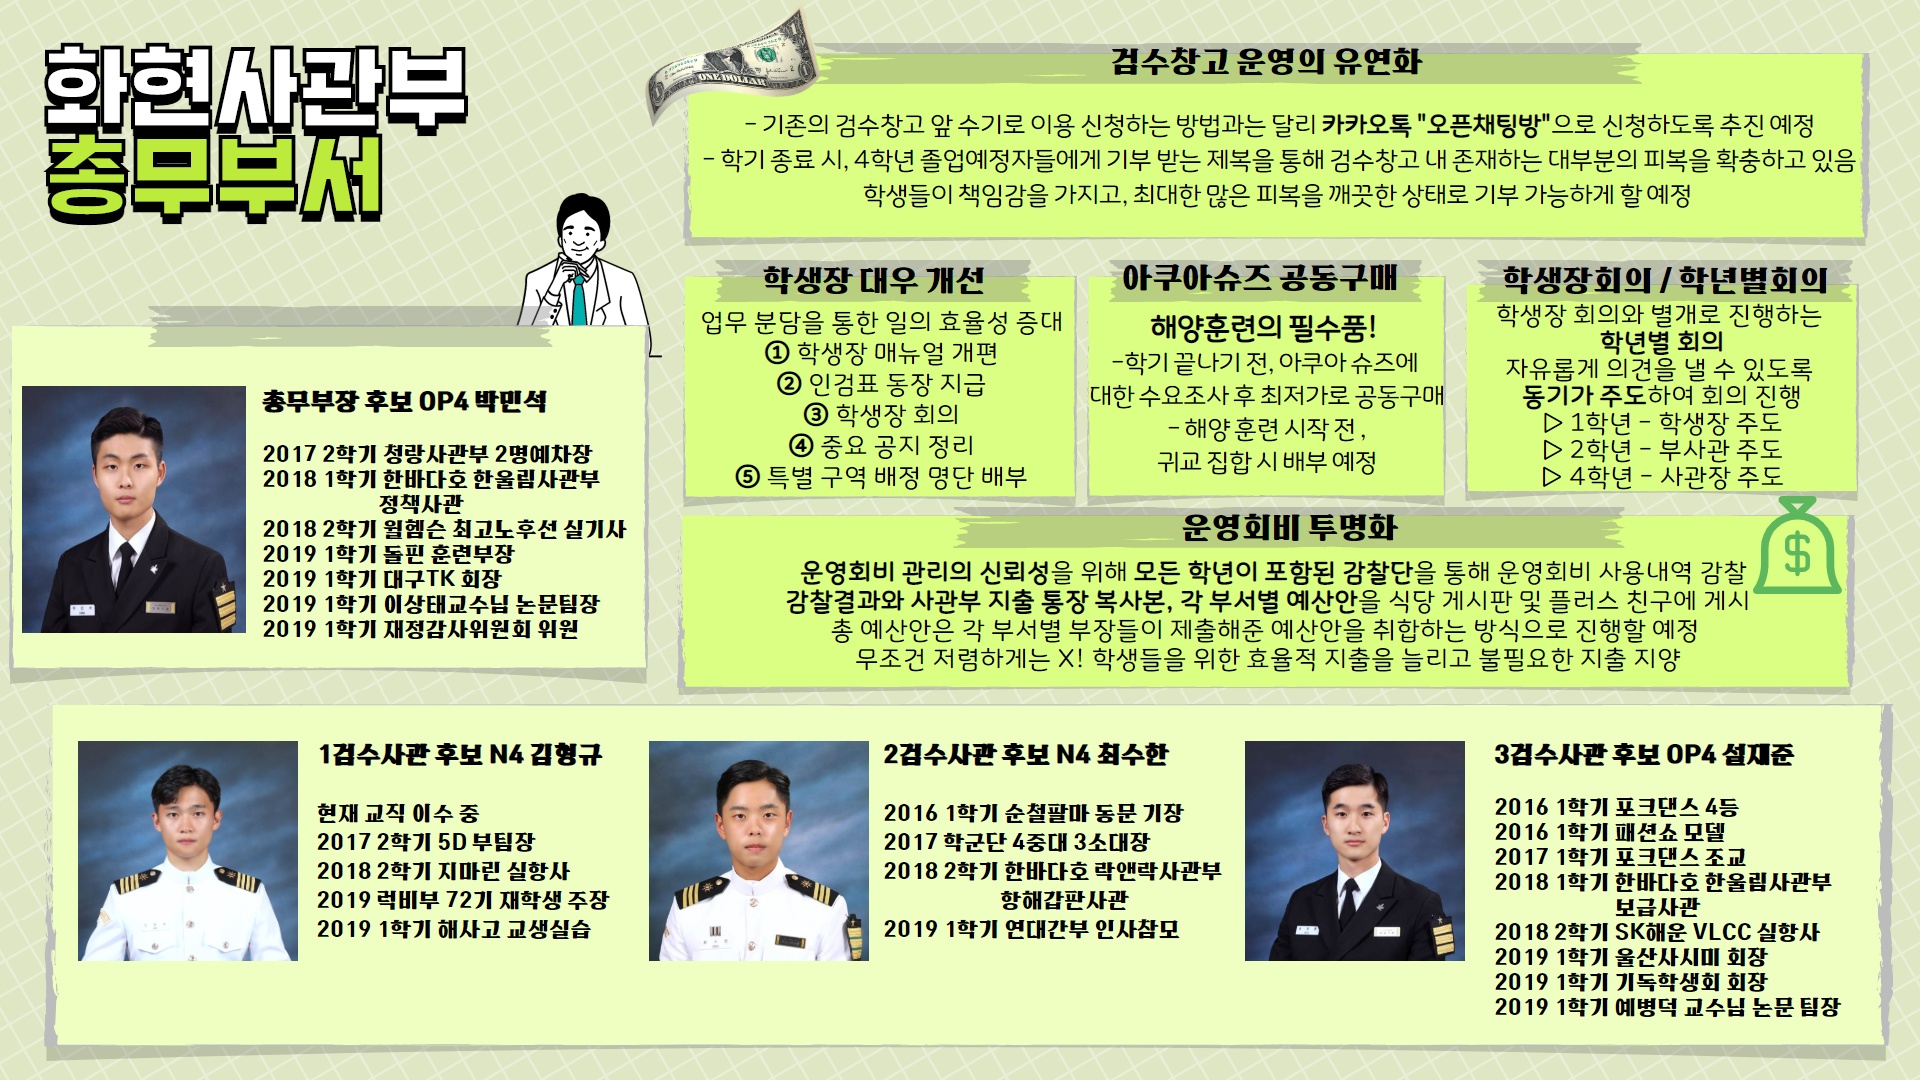 화현사관부
총무부서
검수창고 운영의 유연화
- 기존의 검수창고 앞 수기로 이용 신청하는 방법과는 달리 카카오톡 "오픈채팅방"으로 신청하도록 추진 예정
- 학기 종료 시, 4학년 졸업예정자들에게 기부 받는 제복을 통해 검수창고 내 존재하는 대부분의 피복을 확충하고 있음
학생들이 책임감을 가지고, 최대한 많은 피복을 깨끗한 상태로 기부 가능하게 할 예정
학생장 대우 개선
업무 분담을 통한 일의 효율성 증대
① 학생장 매뉴얼 개편
② 인검표 동장 지급
③ 학생장 회의
④ 중요 공지 정리
⑤ 특별 구역 배정 명단 배부
아쿠아슈즈 공동구매
해양훈련의 필수품!
-학기 끝나기 전, 아쿠아 슈즈에
대한 수요조사 후 최저가로 공동구매
- 해양 훈련 시작 전 ,
귀교 집합 시 배부 예정
학생장회의 / 학년별회의
학생장 회의와 별개로 진행하는
학년별 회의
자유롭게 의견을 낼 수 있도록
동기가 주도하여 회의 진행
▷ 1학년 - 학생장 주도
▷ 2학년 - 부사관 주도
▷ 4학년 - 사관장 주도
운영회비 투명화
운영회비 관리의 신뢰성을 위해 모든 학년이 포함된 감찰단을 통해 운영회비 사용내역 감찰
감찰결과와 사관부 지출 통장 복사본, 각 부서별 예산안을 식당 게시판 및 플러스 친구에 게시
총 예산안은 각 부서별 부장들이 제출해준 예산안을 취합하는 방식으로 진행할 예정
무조건 저렴하게는 X! 학생들을 위한 효율적 지출을 늘리고 불필요한 지출 지양
총무부장 후보 OP4 박민석
2017 2학기 청랑사관부 2명예차장
2018 1학기 한바다호 한울림사관부
정책사관
2018 2학기 윌헴슨 최고노후선 실기사
2019 1학기 돌핀 훈련부장
2019 1학기 대구TK 회장
2019 1학기 이상태교수님 논문팀장
2019 1학기 재정감사위원회 위원
1검수사관 후보 N4 김형규
현재 교직 이수 중
2017 2학기 5D 부팀장
2018 2학기 지마린 실항사
2019 럭비부 72기 재학생 주장
2019 1학기 해사고 교생실습
2검수사관 후보 N4 최수한
2016 1학기 순철팔마 동문 기장
2017 학군단 4중대 3소대장
2018 2학기 한바다호 락앤락사관부
항해갑판사관
2019 1학기 연대간부 인사참모
3검수사관 후보 OP4 설재준
2016 1학기 포크댄스 4등
2016 1학기 패션쇼 모델
2017 1학기 포크댄스 조교
2018 1학기 한바다호 한울림사관부
보급사관
2018 2학기 SK해운 VLCC 실항사
2019 1학기 울산사시미 회장
2019 1학기 기독학생회 회장
2019 1학기 예병덕 교수님 논문 팀장